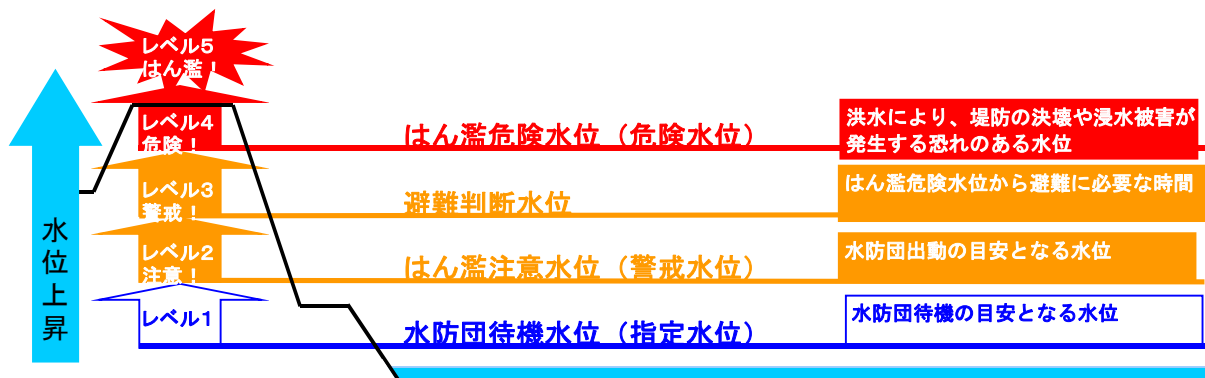 レベル5
はん濫！
レベル4
危険！
はん濫危険水位（危険水位）
洪水により、堤防の決壊や浸水被害が
発生する恐れのある水位
レベル3
警戒！
避難判断水位
はん濫危険水位から避難に必要な時間
レベル2
注意！
はん濫注意水位（警戒水位）
水防団出動の目安となる水位
レベル1
水防団待機水位（指定水位）
水防団待機の目安となる水位
水位上昇